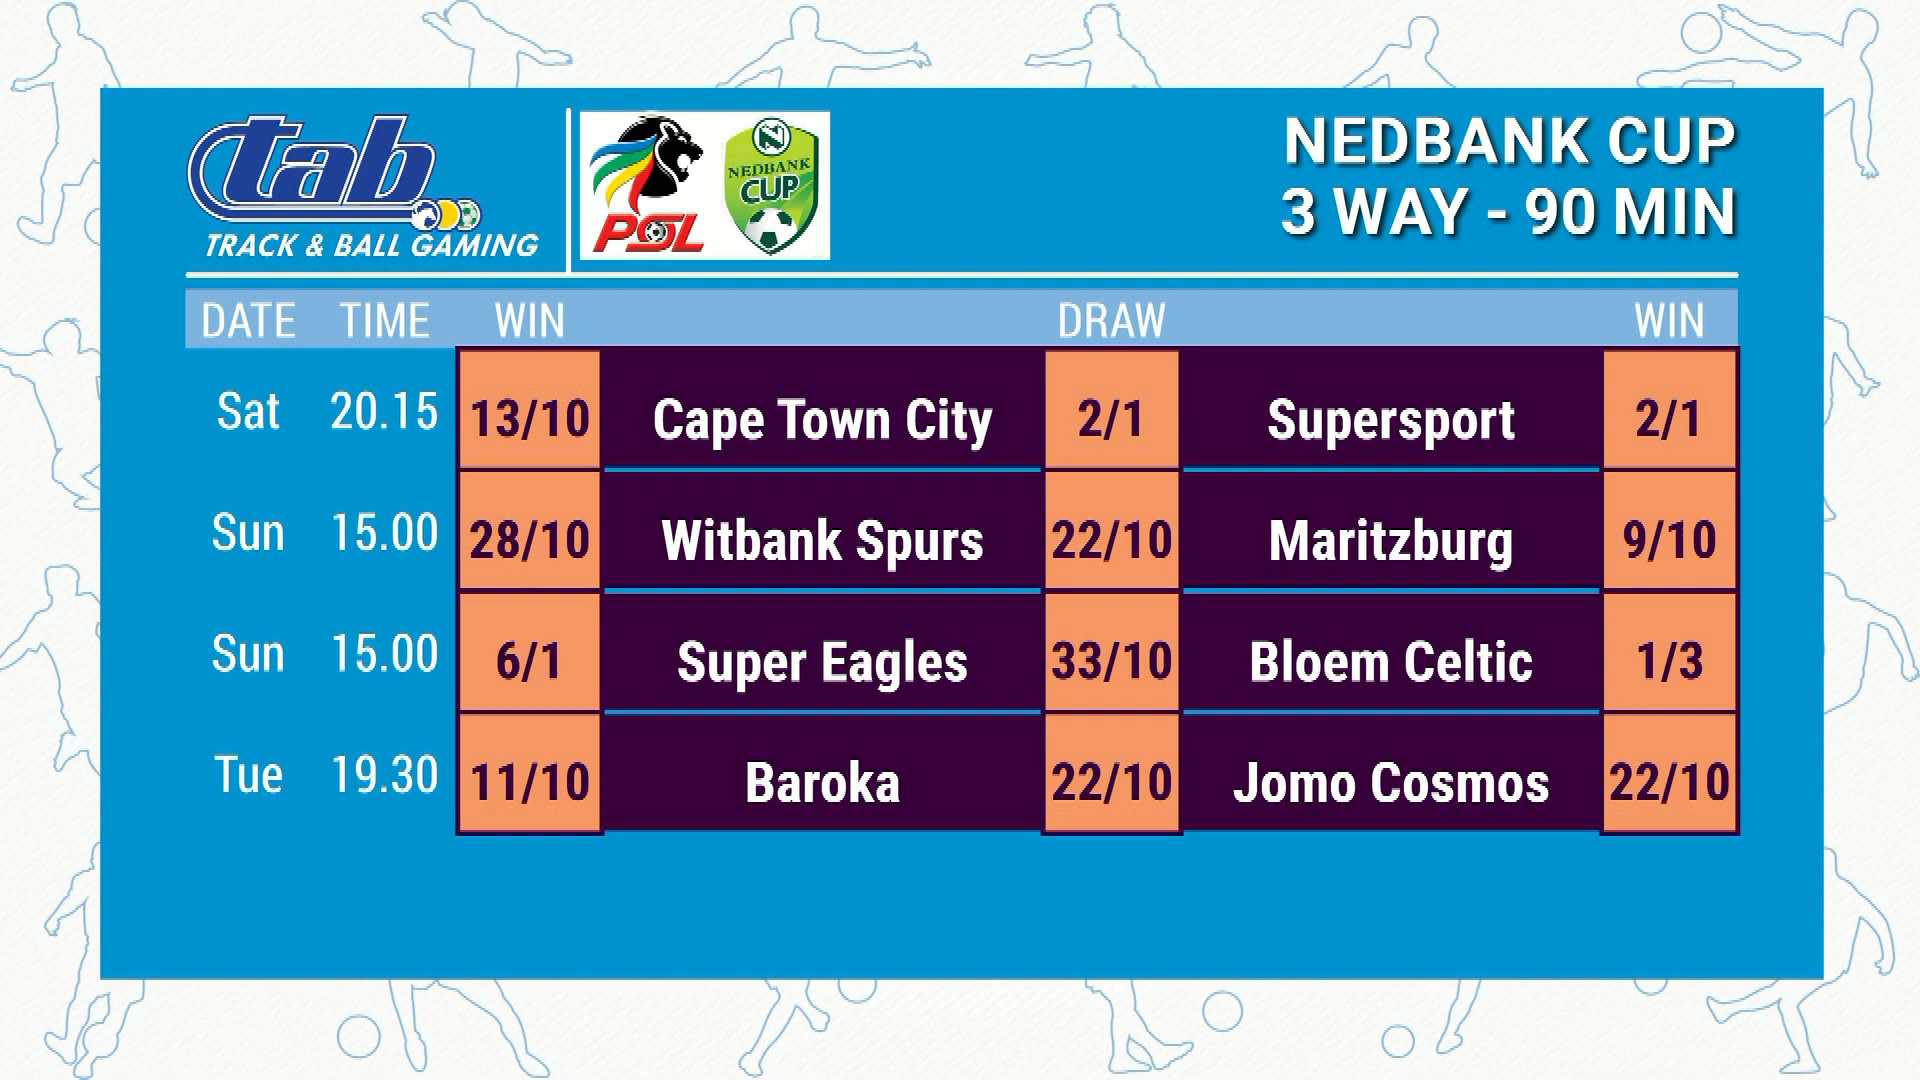 tab
TRACK & BALL GAMING
PSL
N
NEDBANK
CUP
NEDBANK CUP
3 WAY - 90 MIN
DATE TIME WIN DRAW WIN
Sat 20.15 13/10 Cape Town City 2/1 Supersport 2/1
Sun 15.00 28/10 Witbank Spurs 22/10 Maritzburg 9/10
Sun 15.00 6/1 Super Eagles 33/10 Bloem Celtic 1/3
Tue 19.30 11/10 Baroka 22/10 Jomo Cosmos 22/10